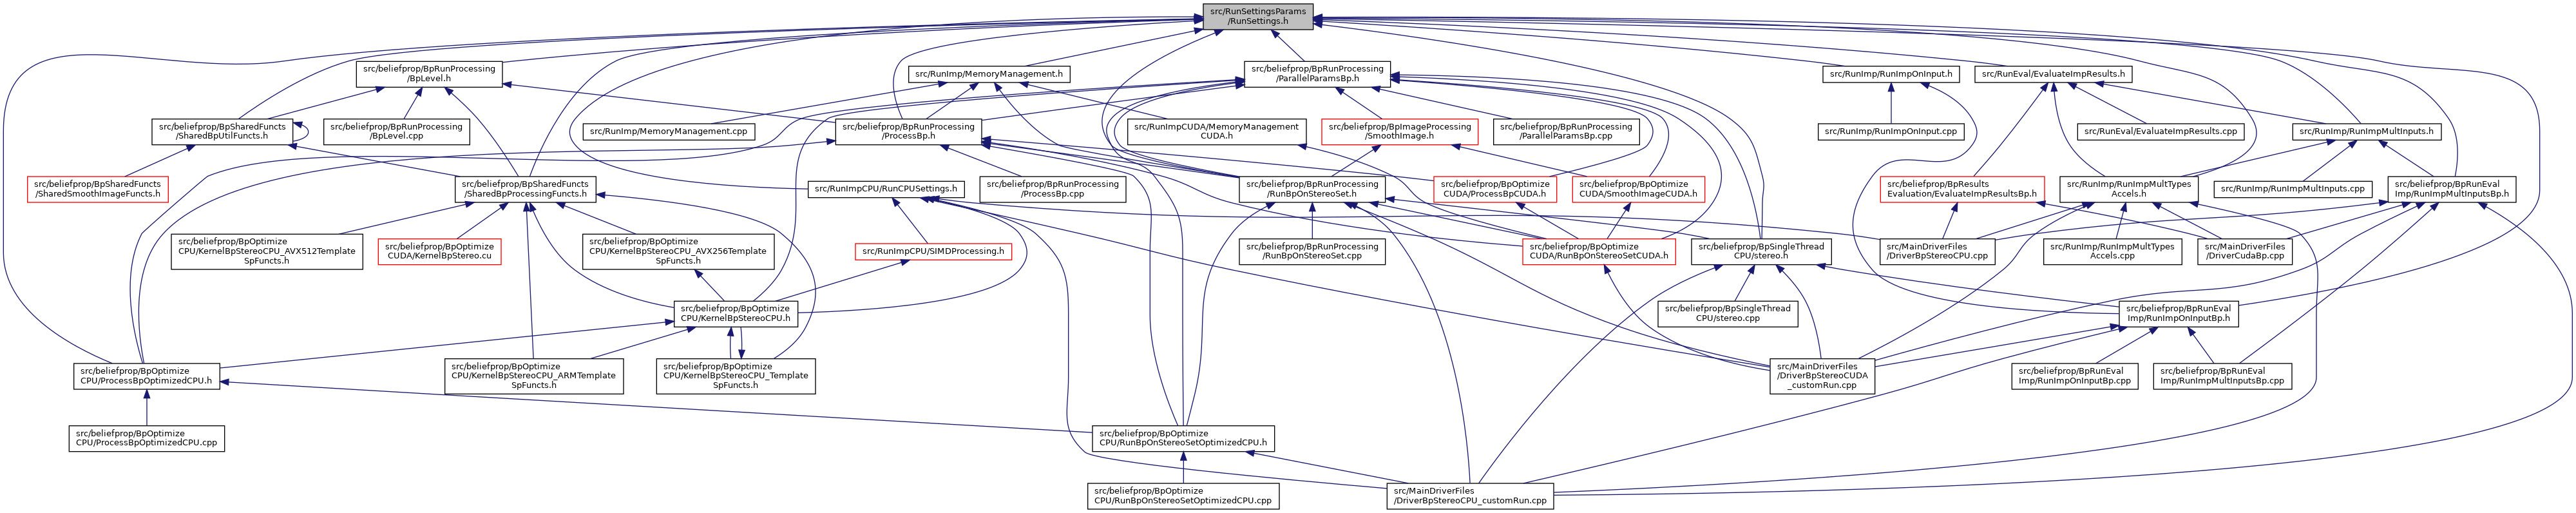 src/RunSettingsParams
/RunSettings.h
src/beliefprop/BpRunProcessing
/BpLevel.h
src/RunImp/MemoryManagement.h
src/beliefprop/BpRunProcessing
/ParallelParamsBp.h
src/RunImp/RunImpOnInput.h
src/RunEval/EvaluateImpResults.h
src/beliefprop/BpSharedFuncts
/SharedBpUtilFuncts.h
src/beliefprop/BpRunProcessing
/BpLevel.cpp
src/RunImp/MemoryManagement.cpp
src/beliefprop/BpRunProcessing
/ProcessBp.h
src/RunImpCUDA/MemoryManagement
CUDA.h
src/beliefprop/BpImageProcessing
/SmoothImage.h
src/beliefprop/BpRunProcessing
/ParallelParamsBp.cpp
src/RunImp/RunImpOnInput.cpp
src/RunEval/EvaluateImpResults.cpp
src/RunImp/RunImpMultInputs.h
src/beliefprop/BpSharedFuncts
/SharedSmoothImageFuncts.h
src/beliefprop/BpSharedFuncts
/SharedBpProcessingFuncts.h
src/RunImpCPU/RunCPUSettings.h
src/beliefprop/BpRunProcessing
/ProcessBp.cpp
src/beliefprop/BpRunProcessing
/RunBpOnStereoSet.h
src/beliefprop/BpOptimize
CUDA/ProcessBpCUDA.h
src/beliefprop/BpOptimize
CUDA/SmoothImageCUDA.h
src/beliefprop/BpResults
Evaluation/EvaluateImpResultsBp.h
src/RunImp/RunImpMultTypes
Accels.h
src/RunImp/RunImpMultInputs.cpp
src/beliefprop/BpRunEval
Imp/RunImpMultInputsBp.h
src/beliefprop/BpOptimize
CPU/KernelBpStereoCPU_AVX512Template
SpFuncts.h
src/beliefprop/BpOptimize
CUDA/KernelBpStereo.cu
src/beliefprop/BpOptimize
CPU/KernelBpStereoCPU_AVX256Template
SpFuncts.h
src/RunImpCPU/SIMDProcessing.h
src/beliefprop/BpRunProcessing
/RunBpOnStereoSet.cpp
src/beliefprop/BpOptimize
CUDA/RunBpOnStereoSetCUDA.h
src/beliefprop/BpSingleThread
CPU/stereo.h
src/MainDriverFiles
/DriverBpStereoCPU.cpp
src/RunImp/RunImpMultTypes
Accels.cpp
src/MainDriverFiles
/DriverCudaBp.cpp
src/beliefprop/BpOptimize
CPU/KernelBpStereoCPU.h
src/beliefprop/BpSingleThread
CPU/stereo.cpp
src/beliefprop/BpRunEval
Imp/RunImpOnInputBp.h
src/beliefprop/BpOptimize
CPU/ProcessBpOptimizedCPU.h
src/beliefprop/BpOptimize
CPU/KernelBpStereoCPU_ARMTemplate
SpFuncts.h
src/beliefprop/BpOptimize
CPU/KernelBpStereoCPU_Template
SpFuncts.h
src/MainDriverFiles
/DriverBpStereoCUDA
_customRun.cpp
src/beliefprop/BpRunEval
Imp/RunImpOnInputBp.cpp
src/beliefprop/BpRunEval
Imp/RunImpMultInputsBp.cpp
src/beliefprop/BpOptimize
CPU/ProcessBpOptimizedCPU.cpp
src/beliefprop/BpOptimize
CPU/RunBpOnStereoSetOptimizedCPU.h
src/beliefprop/BpOptimize
CPU/RunBpOnStereoSetOptimizedCPU.cpp
src/MainDriverFiles
/DriverBpStereoCPU_customRun.cpp